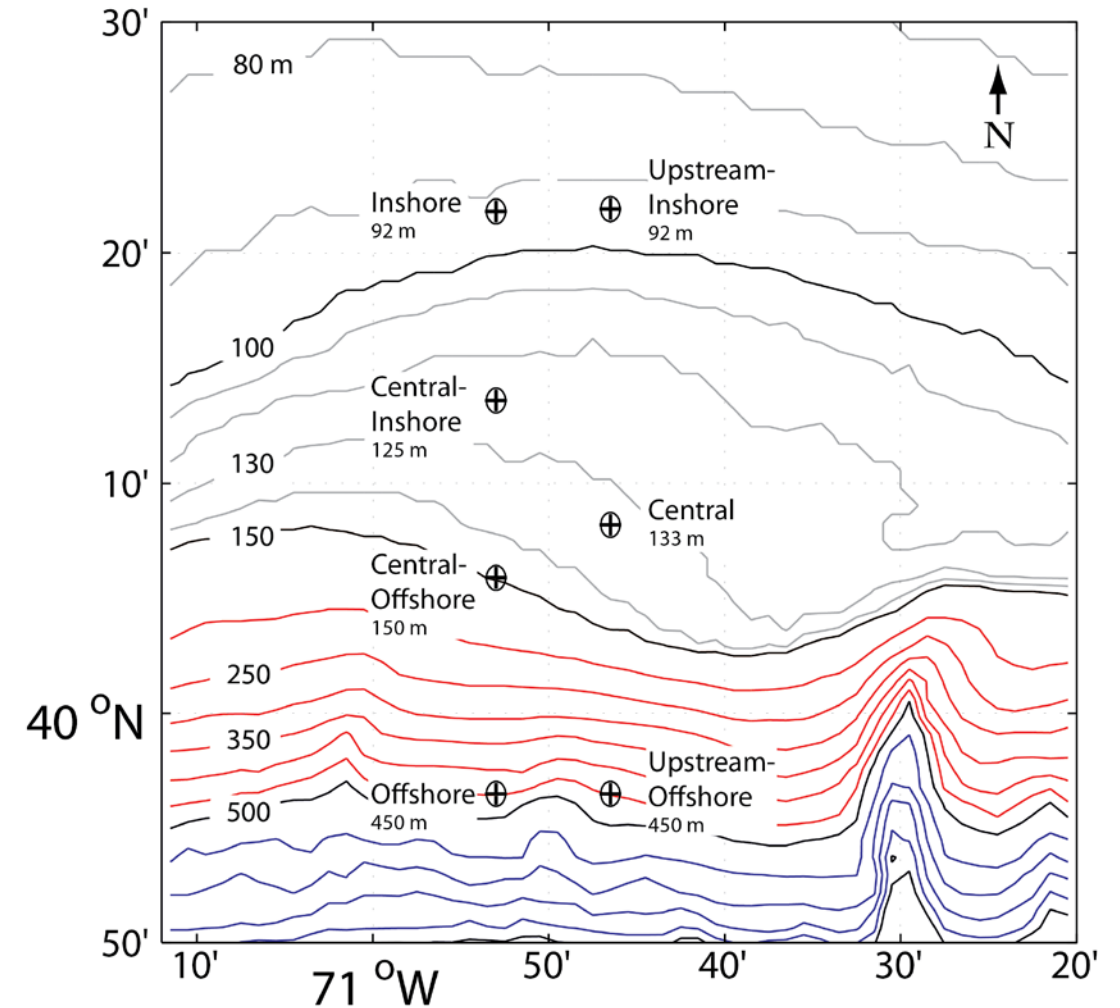 30'
80 m
N
Upstream-
Inshore
92 m
Inshore
92 m
20'
100
Central-
Inshore
125 m
130
10'
Central
133 m
150
Central-
Offshore
150 m
250
40 °N
350
Upstream-
Offshore
450 m
Offshore
450 m
500
50'
10'
71 °W
50'
40'
30'
20'